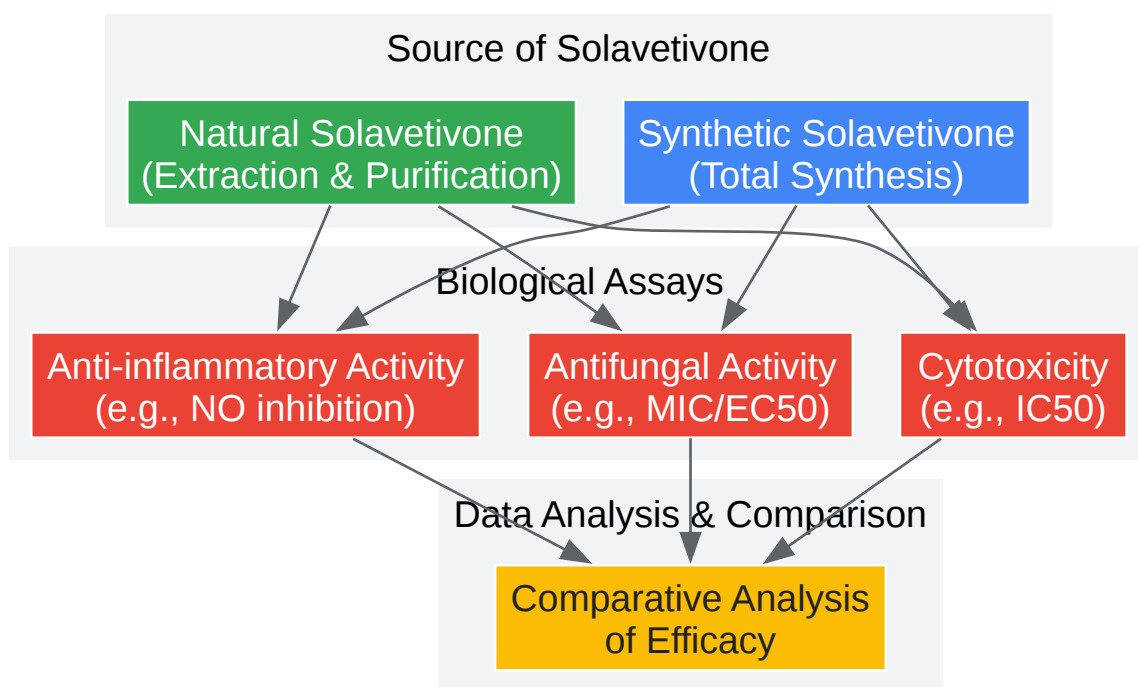 Source of Solavetivone
Natural Solavetivone
(Extraction & Purification)
Synthetic Solavetivone
(Total Synthesis)
Biological Assays
Anti-inflammatory Activity
(e.g., NO inhibition)
Antifungal Activity
(e.g., MIC/EC50)
Cytotoxicity
(e.g., IC50)
Data Analysis & Comparison
Comparative Analysis
of Efficacy